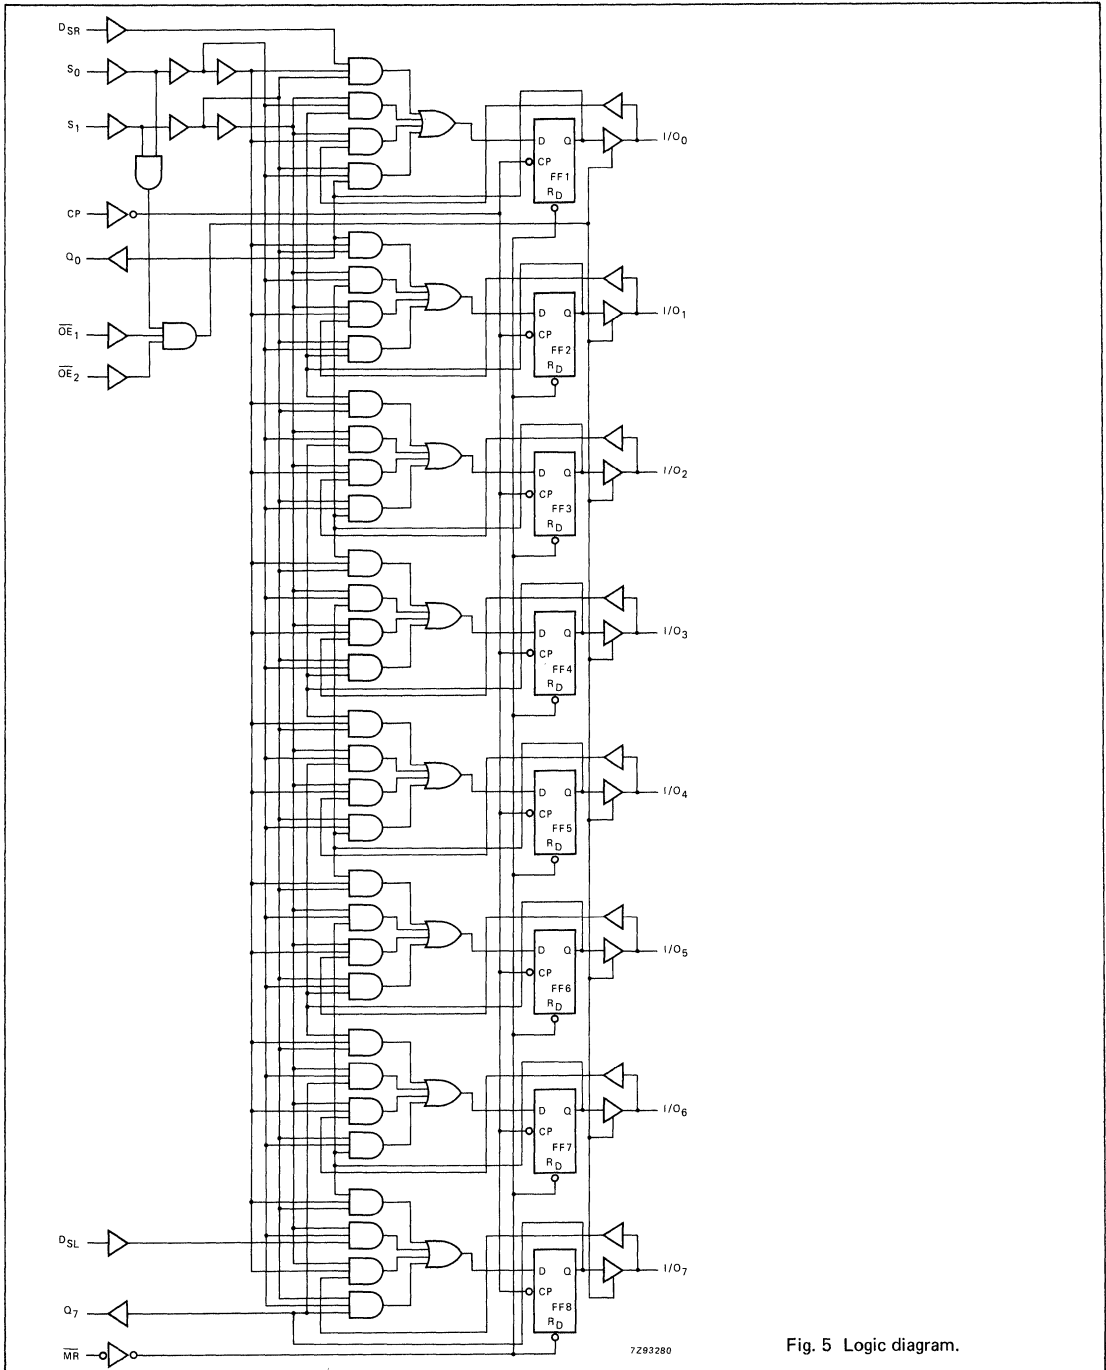 DSR
S0
S1
CP
Q0
OE1
OE2
DSL
Q7
MR
D Q
CP
FF1
RD
I/O0
D Q
CP
FF2
RD
I/O1
D Q
CP
FF3
RD
I/O2
D Q
CP
FF4
RD
I/O3
D Q
CP
FF5
RD
I/O4
D Q
CP
FF6
RD
I/O5
D Q
CP
FF7
RD
I/O6
D Q
CP
FF8
RD
I/O7
7Z93280
Fig. 5 Logic diagram.